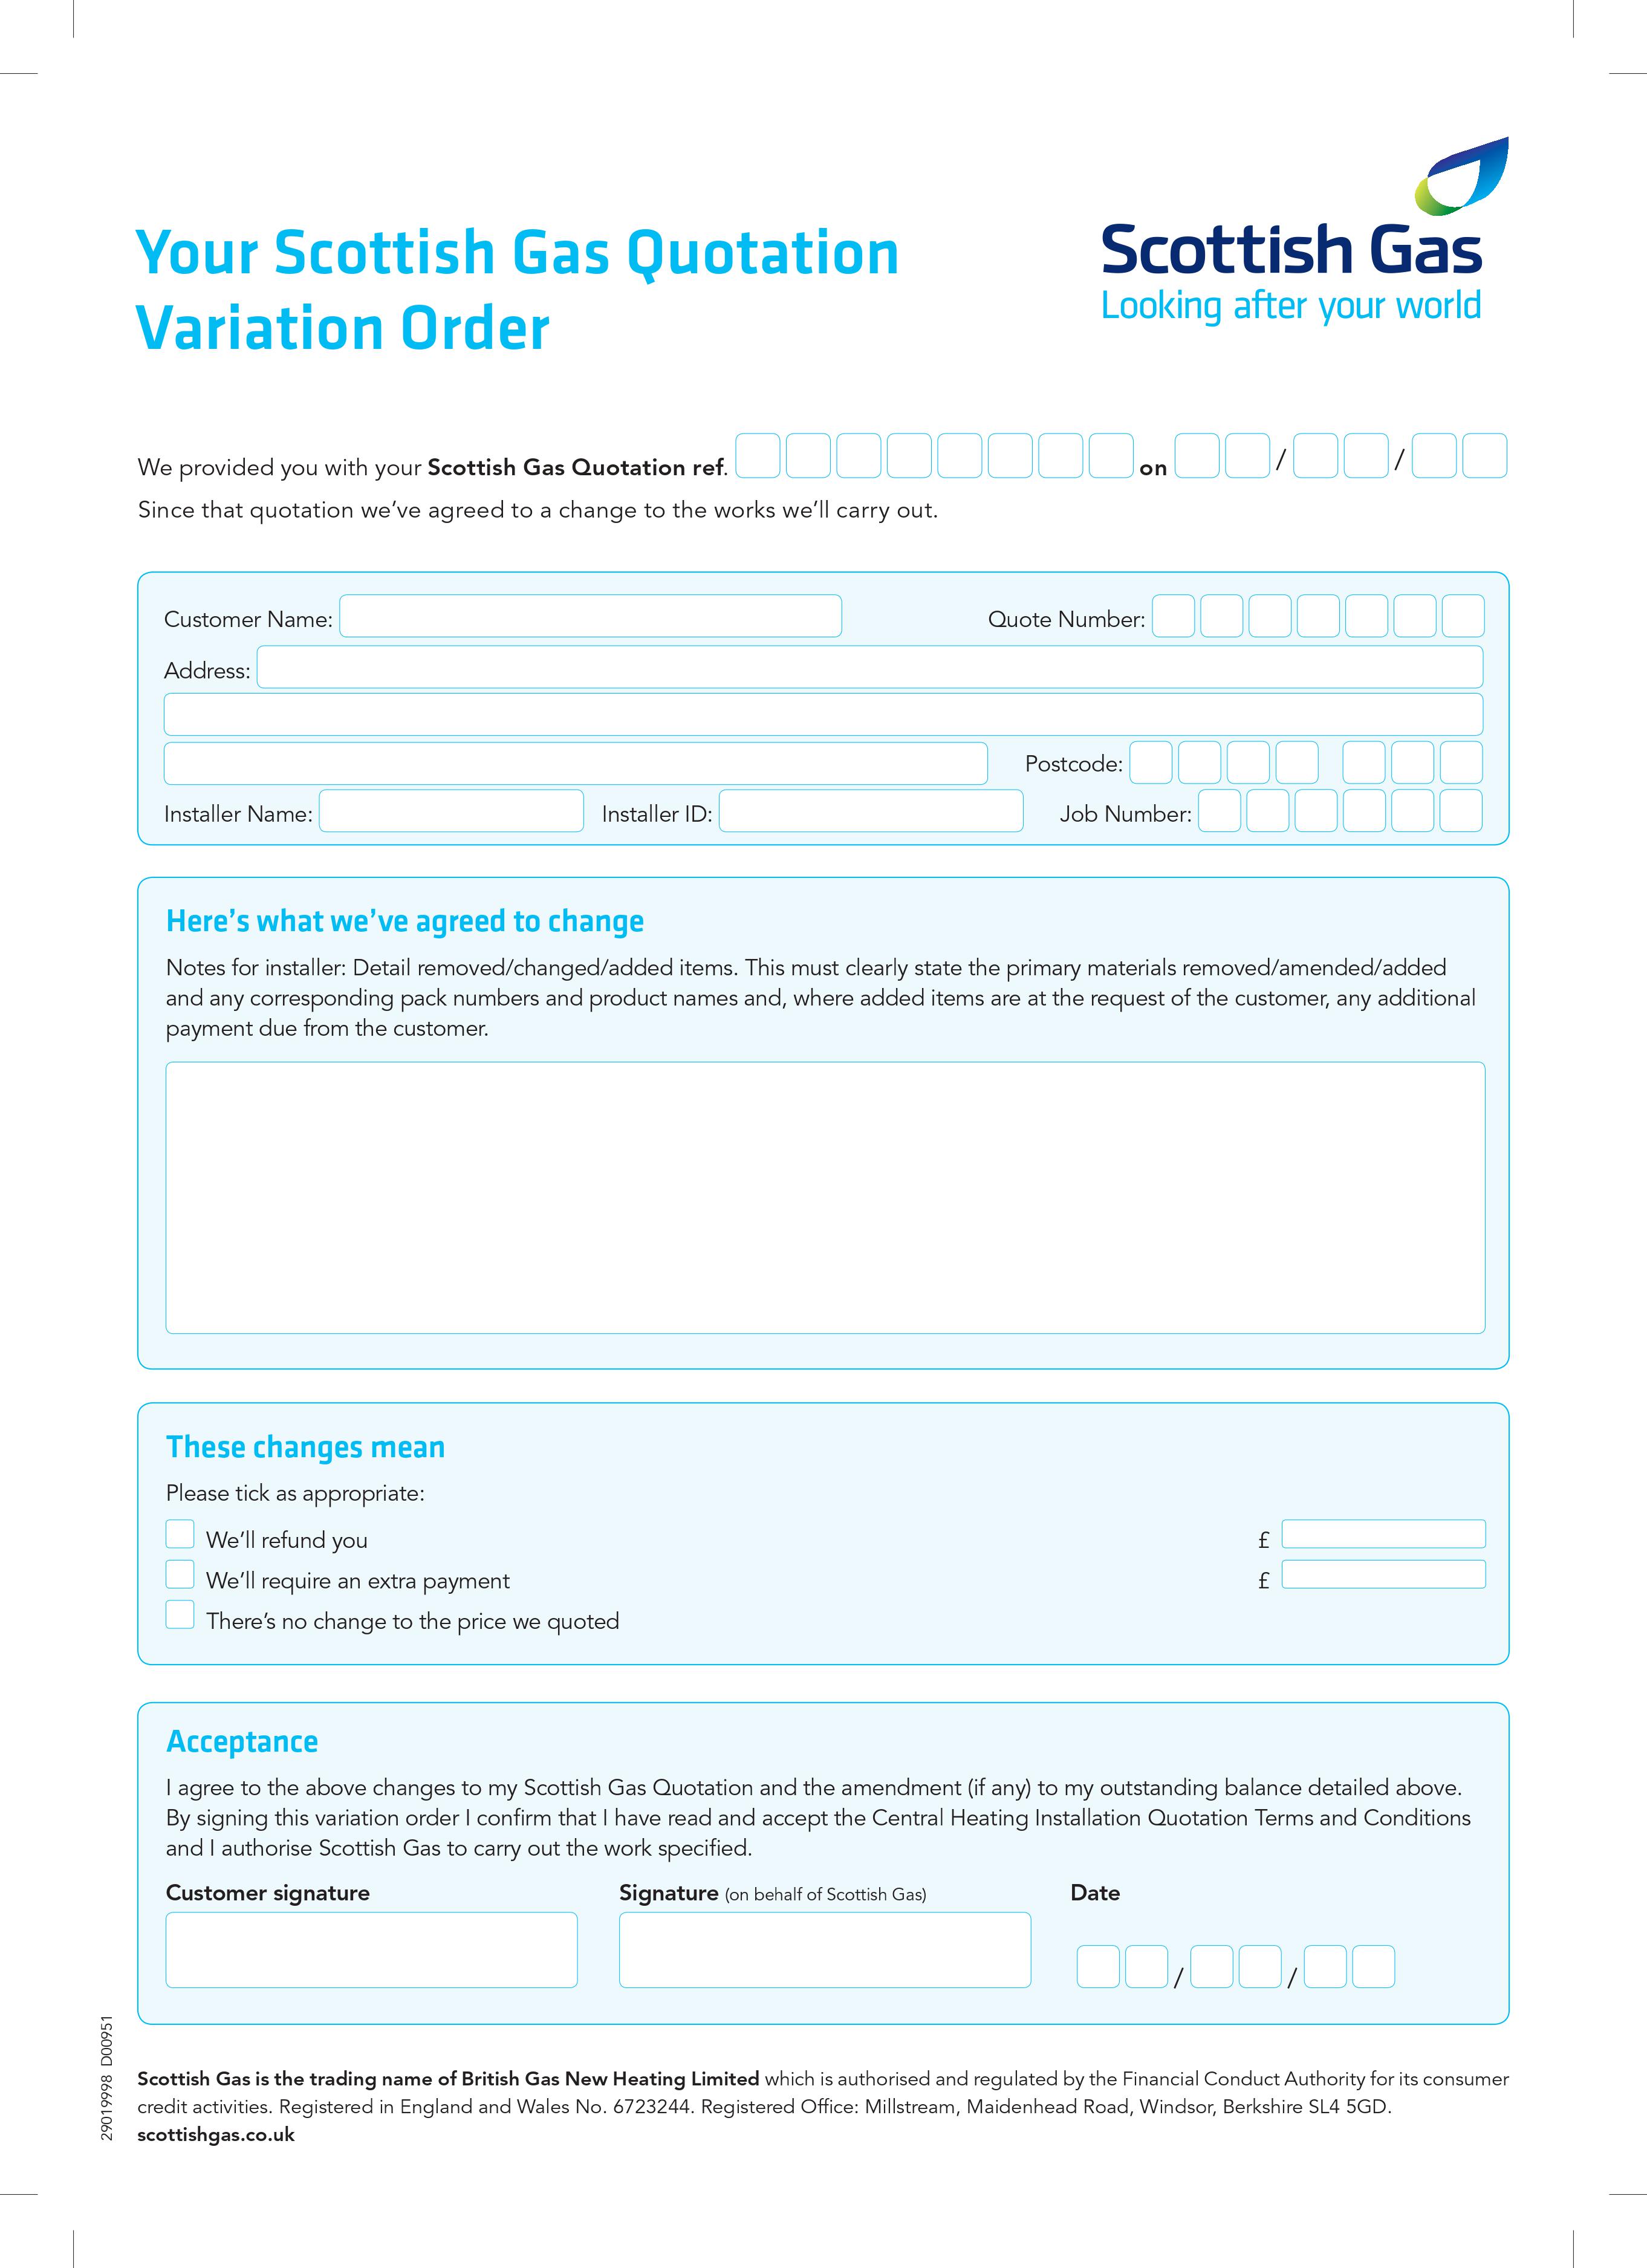 Your Scottish Gas Quotation
Variation Order
Scottish Gas
Looking after your world
We provided you with your Scottish Gas Quotation ref. on / /
Since that quotation we’ve agreed to a change to the works we’ll carry out.
Customer Name: Quote Number:
Address:
Postcode:
Installer Name: Installer ID: Job Number:
Here’s what we’ve agreed to change
Notes for installer: Detail removed/changed/added items. This must clearly state the primary materials removed/amended/added
and any corresponding pack numbers and product names and, where added items are at the request of the customer, any additional
payment due from the customer.
These changes mean
Please tick as appropriate:
We’ll refund you £
We’ll require an extra payment £
There’s no change to the price we quoted
Acceptance
I agree to the above changes to my Scottish Gas Quotation and the amendment (if any) to my outstanding balance detailed above.
By signing this variation order I confirm that I have read and accept the Central Heating Installation Quotation Terms and Conditions
and I authorise Scottish Gas to carry out the work specified.
Customer signature Signature (on behalf of Scottish Gas) Date
/ /
29019998 D00951
Scottish Gas is the trading name of British Gas New Heating Limited which is authorised and regulated by the Financial Conduct Authority for its consumer
credit activities. Registered in England and Wales No. 6723244. Registered Office: Millstream, Maidenhead Road, Windsor, Berkshire SL4 5GD.
scottishgas.co.uk